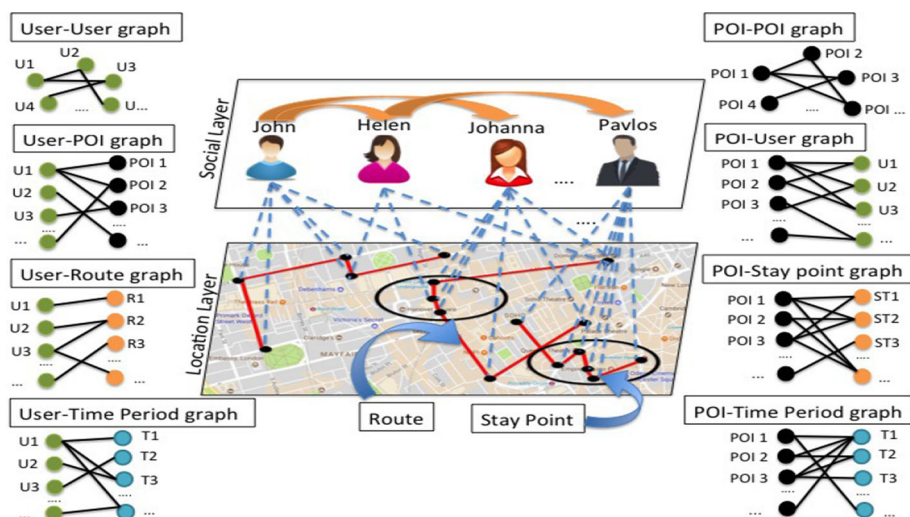 User-User graph
U1
U2
U3
U4
....
U...
User-POI graph
U1
U2
U3
....
...
POI 1
POI 2
POI 3
...
User-Route graph
U1
U2
U3
....
...
R1
R2
R3
....
...
User-Time Period graph
U1
U2
U3
....
...
T1
T2
T3
....
...
Social Layer
John
Helen
Johanna
Pavlos
....
....
Location Layer
Debenhams
MAYFAIR
SOHO
Route
Stay Point
POI-POI graph
POI 1
POI 2
POI 3
POI 4
....
POI ...
POI-User graph
POI 1
POI 2
POI 3
....
...
U1
U2
U3
....
...
POI-Stay point graph
POI 1
POI 2
POI 3
....
...
ST1
ST2
ST3
....
...
POI-Time Period graph
POI 1
POI 2
POI 3
....
...
T1
T2
T3
....
...